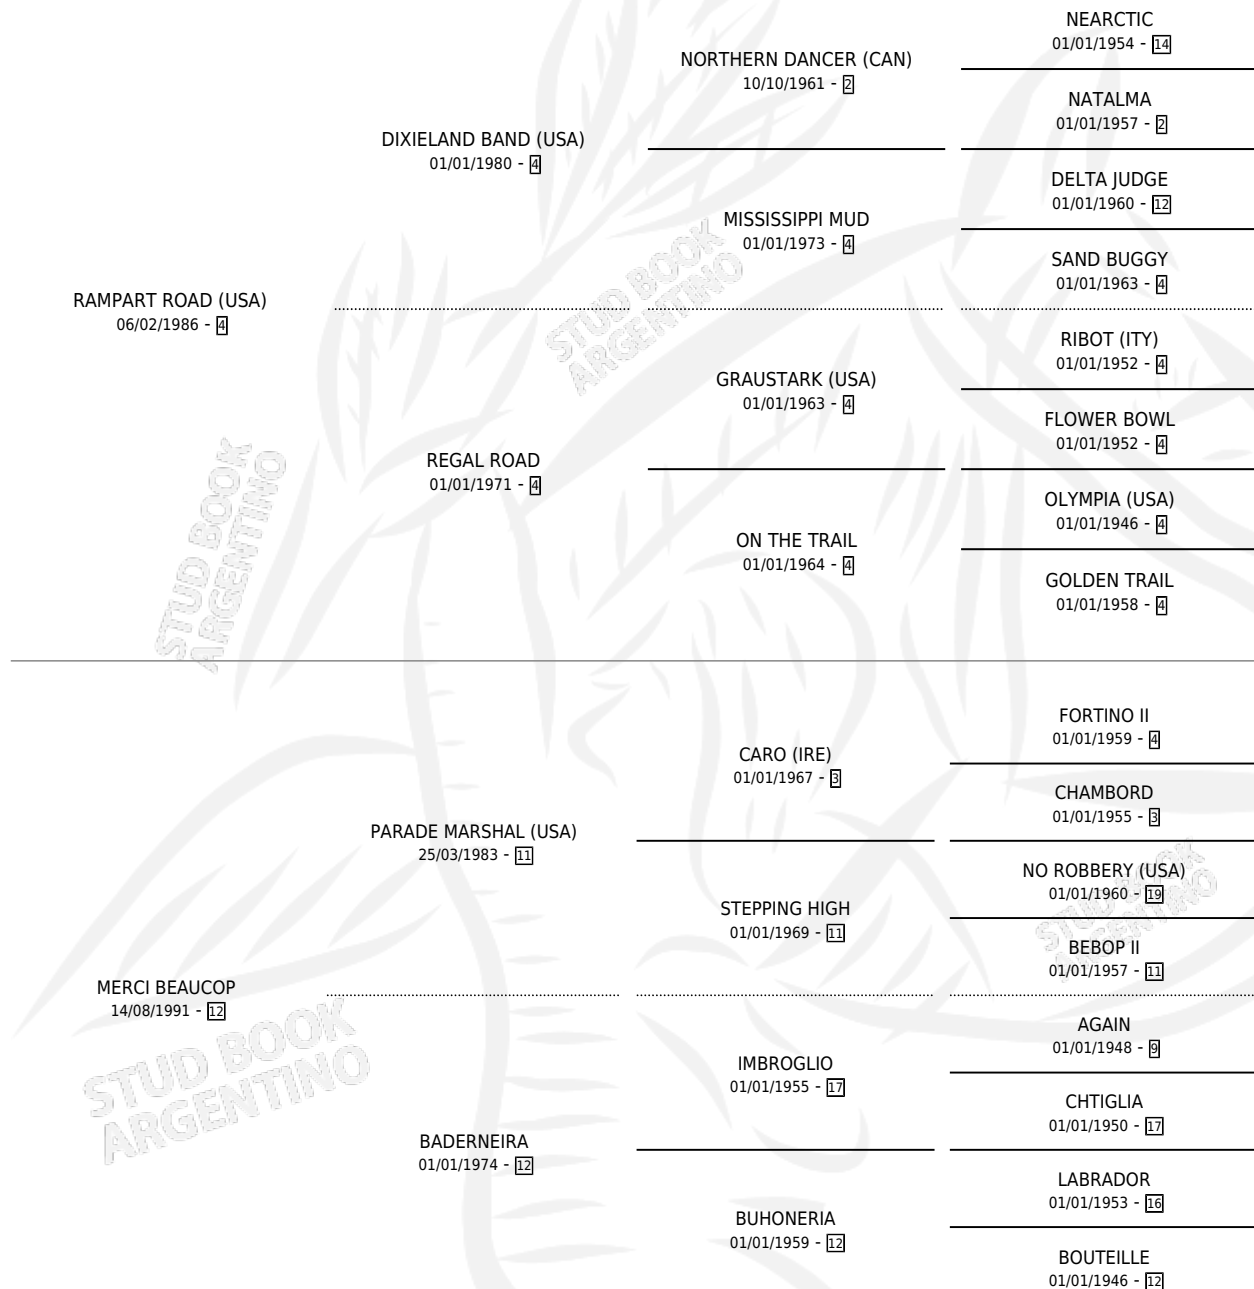 NEARCTIC
01/01/1954 - 14
NORTHERN DANCER (CAN)
10/10/1961 - 2
NATALMA
01/01/1957 - 2
DIXIELAND BAND (USA)
01/01/1980 - 4
DELTA JUDGE
01/01/1960 - 12
MISSISSIPPI MUD
01/01/1973 - 4
SAND BUGGY
01/01/1963 - 4
STUD BOOK
ARGENTINO
RAMPART ROAD (USA)
06/02/1986 - 4
RIBOT (ITY)
01/01/1952 - 4
GRAUSTARK (USA)
01/01/1963 - 4
FLOWER BOWL
01/01/1952 - 4
REGAL ROAD
01/01/1971 - 4
OLYMPIA (USA)
01/01/1946 - 4
ON THE TRAIL
01/01/1964 - 4
GOLDEN TRAIL
01/01/1958 - 4
STUD BOOK
ARGENTINO
FORTINO II
01/01/1959 - 4
CARO (IRE)
01/01/1967 - 3
CHAMBORD
01/01/1955 - 3
PARADE MARSHAL (USA)
25/03/1983 - 11
NO ROBBERY (USA)
01/01/1960 - 19
STEPPING HIGH
01/01/1969 - 11
STUD BOOK
ARGENTINO
BEBOP II
01/01/1957 - 11
MERCI BEAUCOP
14/08/1991 - 12
AGAIN
01/01/1948 - 9
IMBROGLIO
01/01/1955 - 17
CHTIGLIA
01/01/1950 - 17
STUD BOOK
ARGENTINO
BADERNEIRA
01/01/1974 - 12
LABRADOR
01/01/1953 - 16
BUHONERIA
01/01/1959 - 12
BOUTEILLE
01/01/1946 - 12